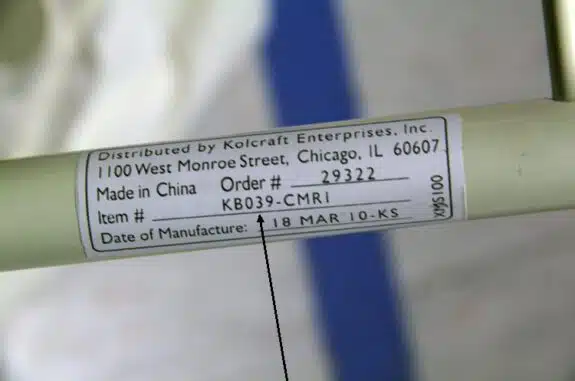 Distributed by Kolcraft Enterprises, Inc.
1100 West Monroe Street, Chicago, IL 60607
Made in China Order # 29322
Item # KB039-CMR1
Date of Manufacture: 18 MAR 10-KS
XMS100